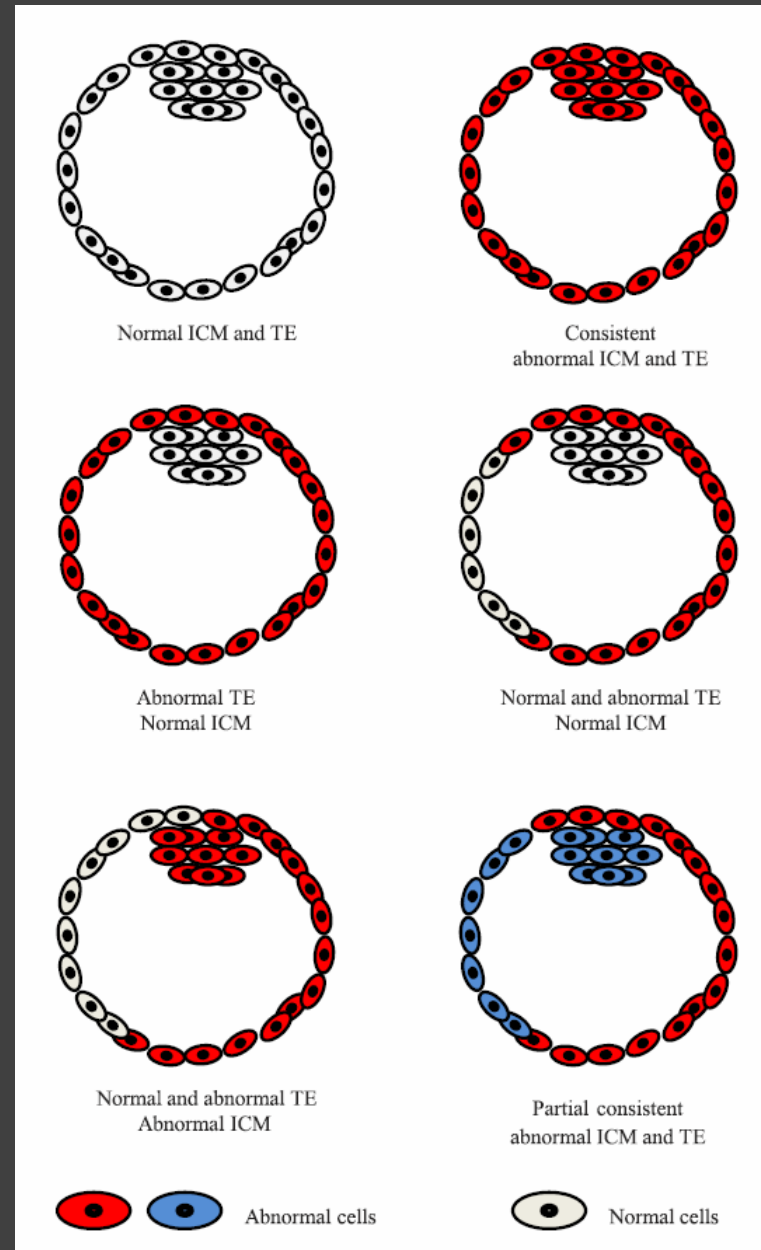 Normal ICM and TE
Consistent
abnormal ICM and TE
Abnormal TE
Normal ICM
Normal and abnormal TE
Normal ICM
Normal and abnormal TE
Abnormal ICM
Partial consistent
abnormal ICM and TE
Abnormal cells
Normal cells